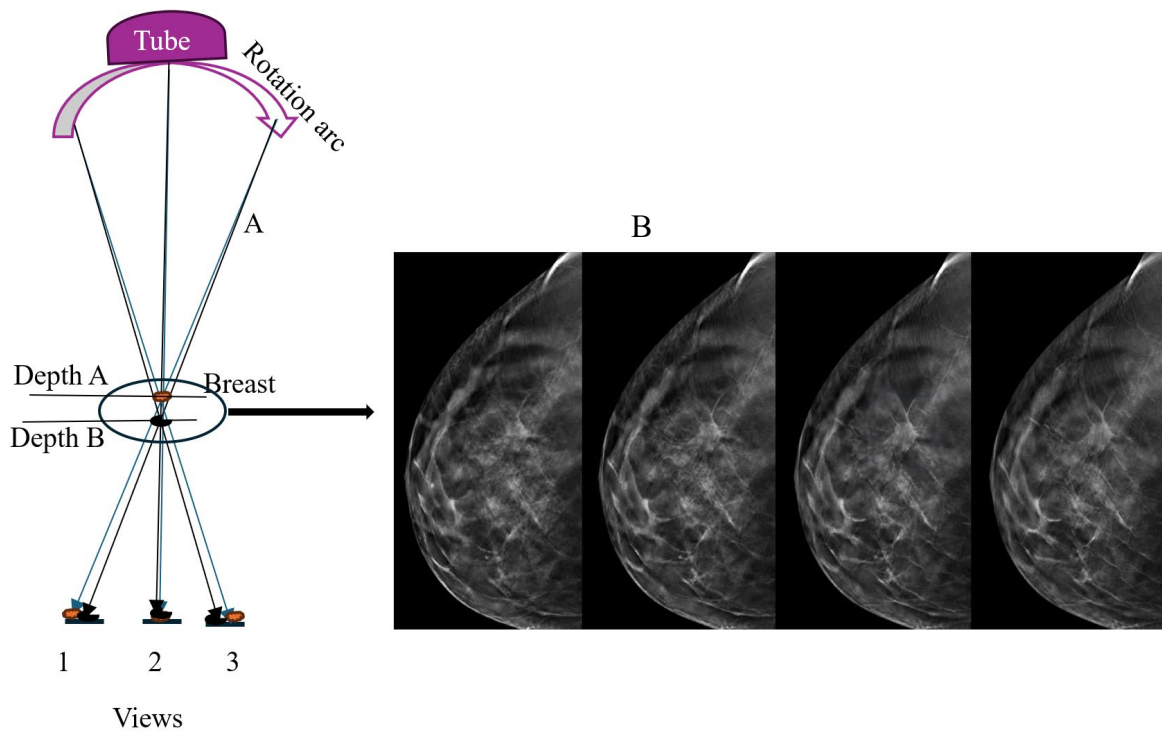 Tube
Rotation arc
A
B
Depth A
Breast
Depth B
1 2 3
Views